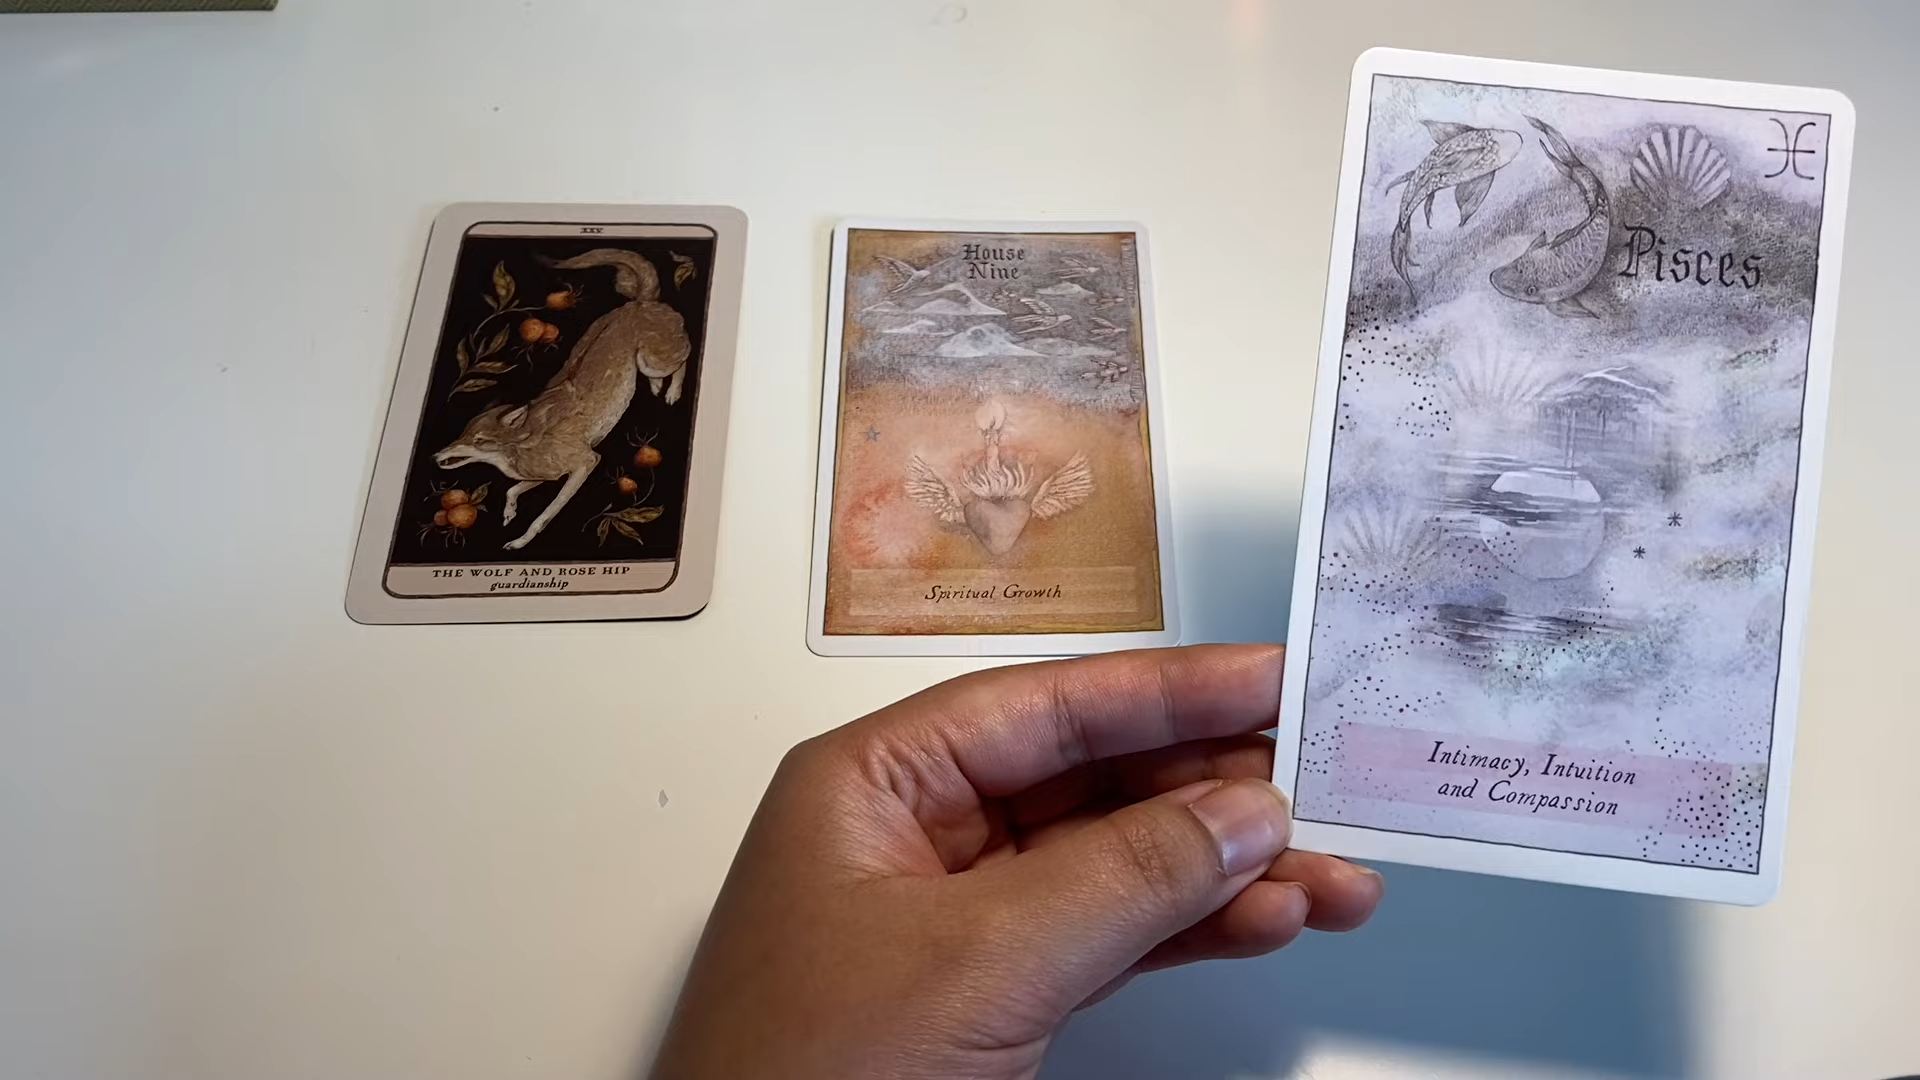 XXV
THE WOLF AND ROSE HIP
guardianship
House
Nine
Spiritual Growth
Pisces
Intimacy, Intuition
and Compassion